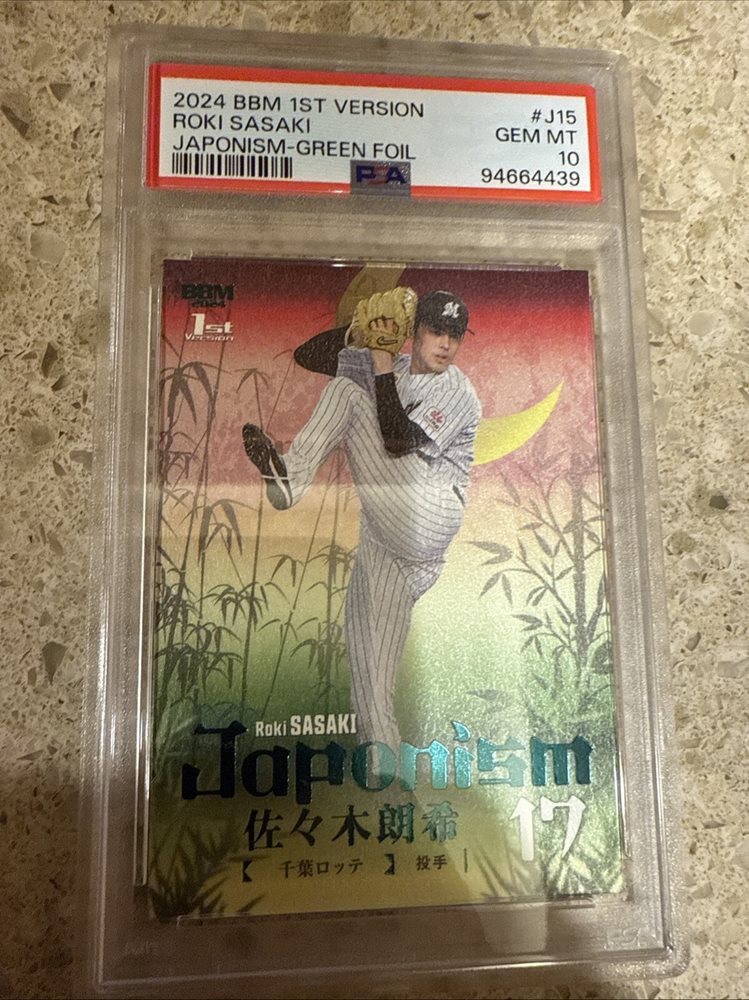 2024 BBM 1ST VERSION #J15
ROKI SASAKI GEM MT
JAPONISM-GREEN FOIL 10
PSA 94664439
BBM
2024
1st
Version
M
Roki SASAKI
Japonism
佐々木朗希 17
【 千葉ロッテ 】 投手